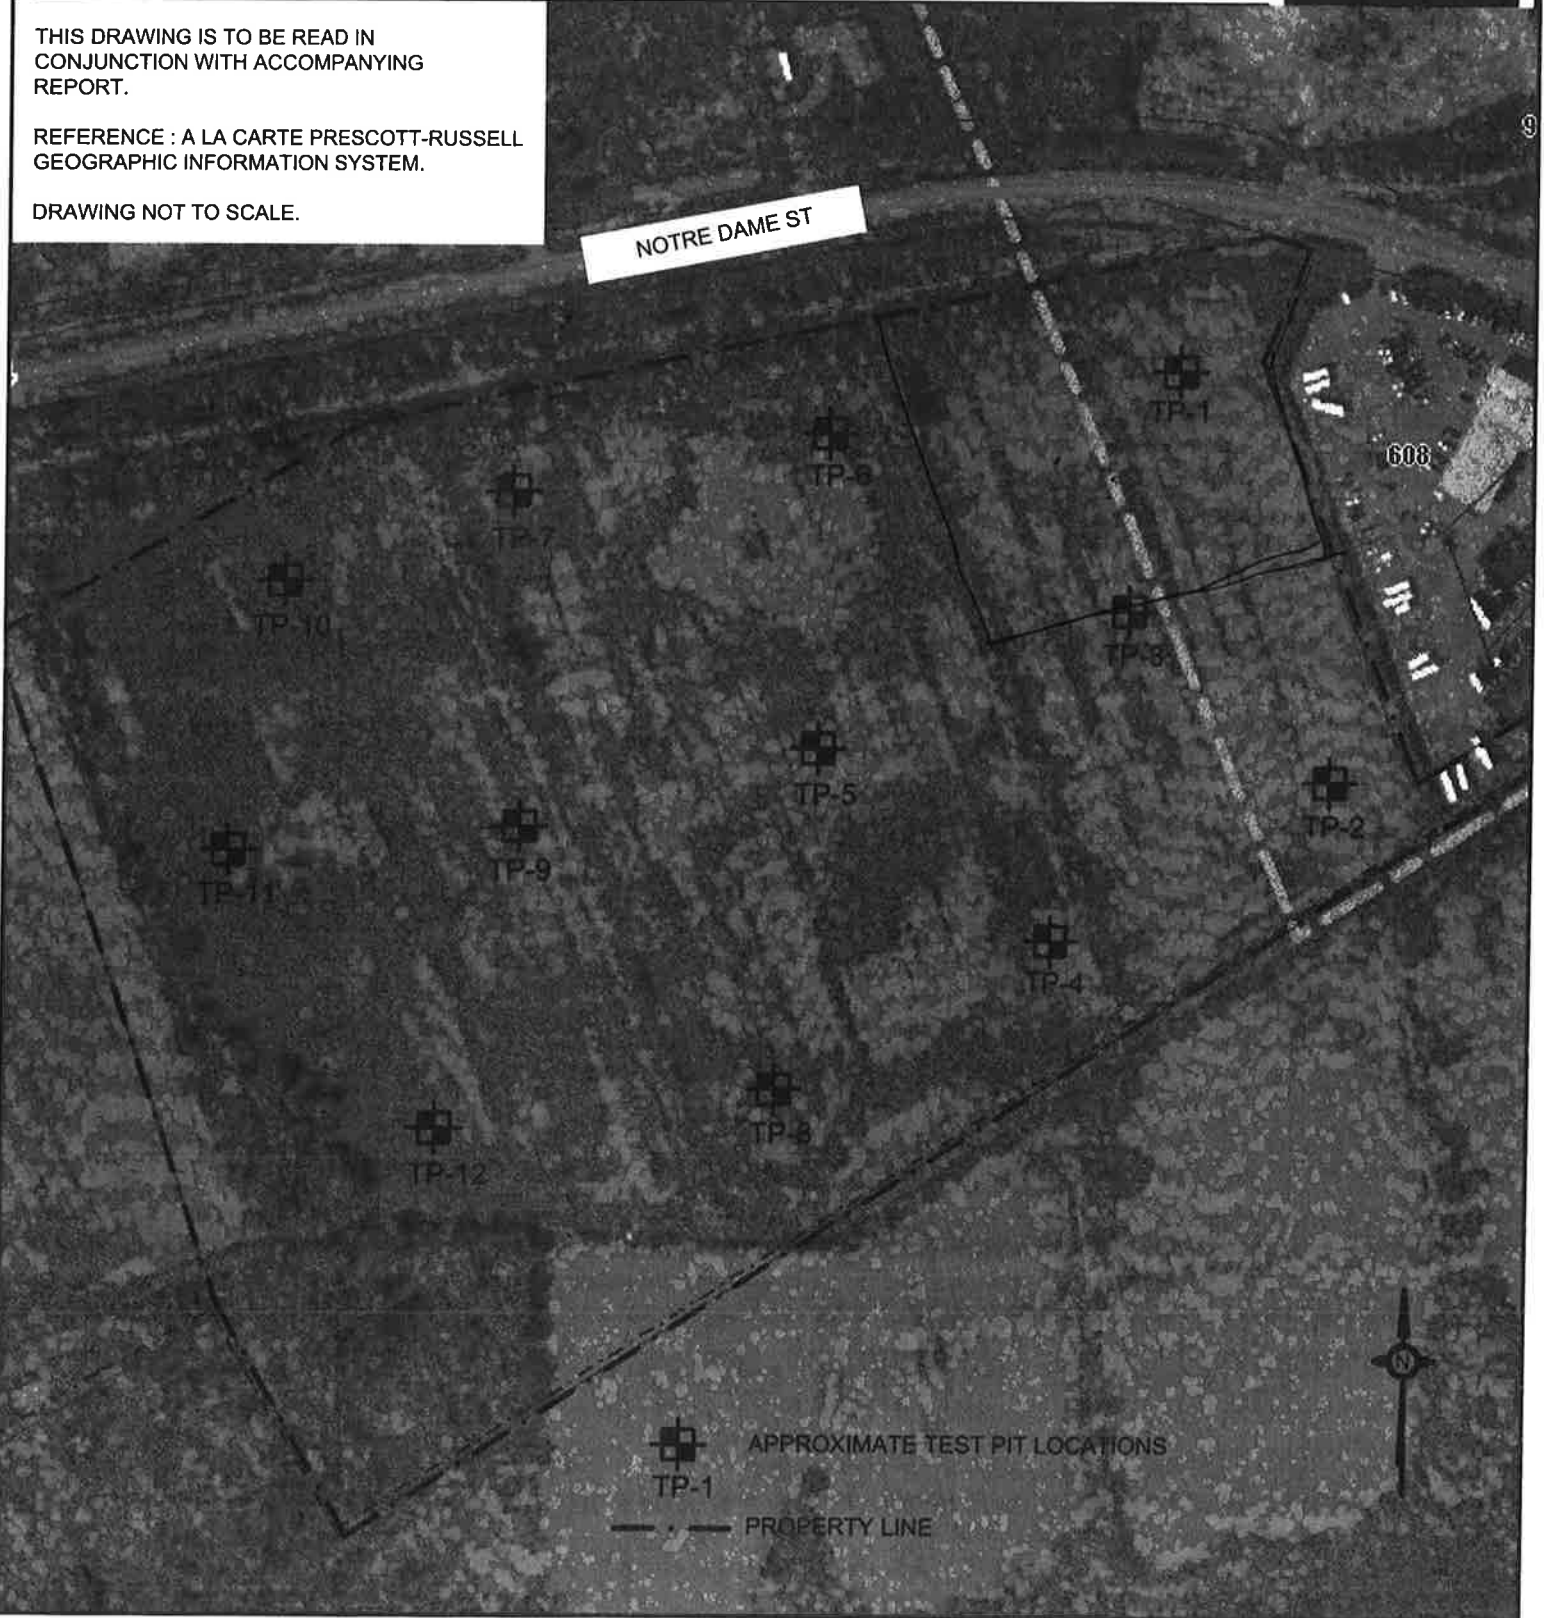 THIS DRAWING IS TO BE READ IN
CONJUNCTION WITH ACCOMPANYING
REPORT.
REFERENCE : A LA CARTE PRESCOTT-RUSSELL
GEOGRAPHIC INFORMATION SYSTEM.
DRAWING NOT TO SCALE.
9
NOTRE DAME ST
TP-1
608
TP-6
TP-7
TP-10
TP-3
TP-5
TP-2
TP-9
TP-11
TP-4
TP-8
TP-12
N
APPROXIMATE TEST PIT LOCATIONS
TP-1
PROPERTY LINE